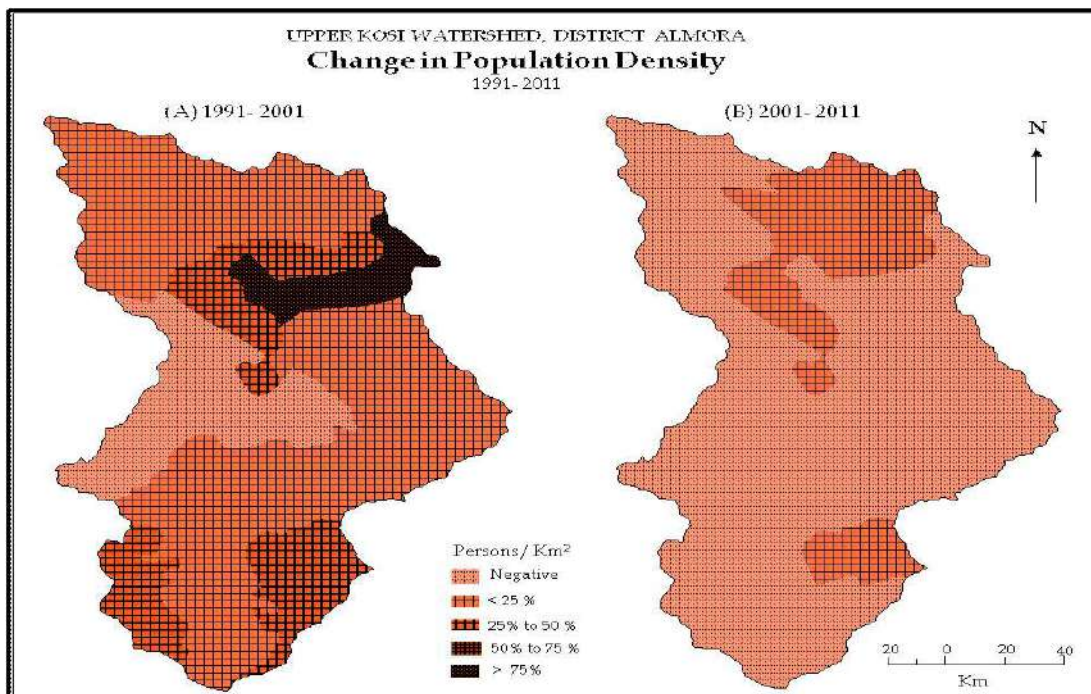 UPPER KOSI WATERSHED, DISTRICT ALMORA
Change in Population Density
1991-2011
(A) 1991-2001
(B) 2001-2011
N
Persons/Km²
Negative
< 25 %
25% to 50 %
50% to 75 %
> 75%
20 0 20 40
Km